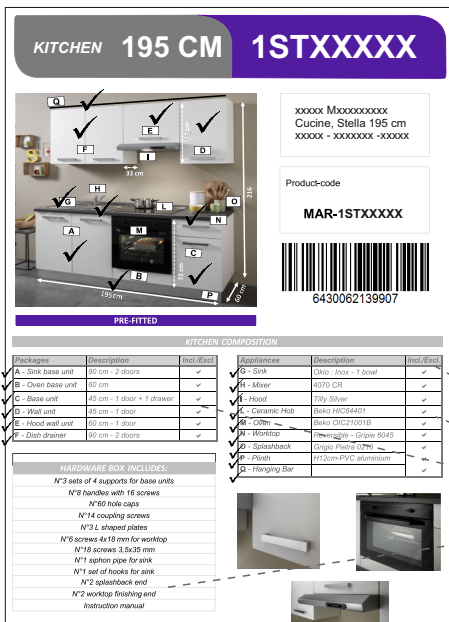 KITCHEN 195 CM 1STXXXXX
Q
E
F
I
D
33 cm
216
H
G
L
O
N
A
M
C
B
72 cm
195cm
60 cm
P
PRE-FITTED
xxxxx Mxxxxxxxxx
Cucine, Stella 195 cm
xxxxx - xxxxxxx -xxxxx
Product-code
MAR-1STXXXXX
6430062139907
KITCHEN COMPOSITION
Packages Description Incl./Excl.
A - Sink base unit 90 cm - 2 doors
B - Oven base unit 60 cm
C - Base unit 45 cm - 1 door + 1 drawer
D - Wall unit 45 cm - 1 door
E - Hood wall unit 60 cm - 1 door
F - Dish drainer 90 cm - 2 doors
Appliances Description Incl./Excl.
G - Sink Okio : Inox - 1 bowl
H - Mixer 4070 CR
I - Hood Tilly Silver
L - Ceramic Hob Beko HIC64401
M - Oven Beko OIC21001B
N - Worktop Reversible - Gripie 6045
O - Splashback Grigio Pietra
P - Plinth H12cm-PVC aluminium
Q - Hanging Bar
HARDWARE BOX INCLUDES:
N°3 sets of 4 supports for base units
N°8 handles with 16 screws
N°60 hole caps
N°14 coupling screws
N°3 L shaped plates
N°6 screws 4x18 mm for worktop
N°18 screws 3,5x35 mm
N°1 siphon pipe for sink
N°1 set of hooks for sink
N°2 splashback end
N°2 worktop finishing end
Instruction manual